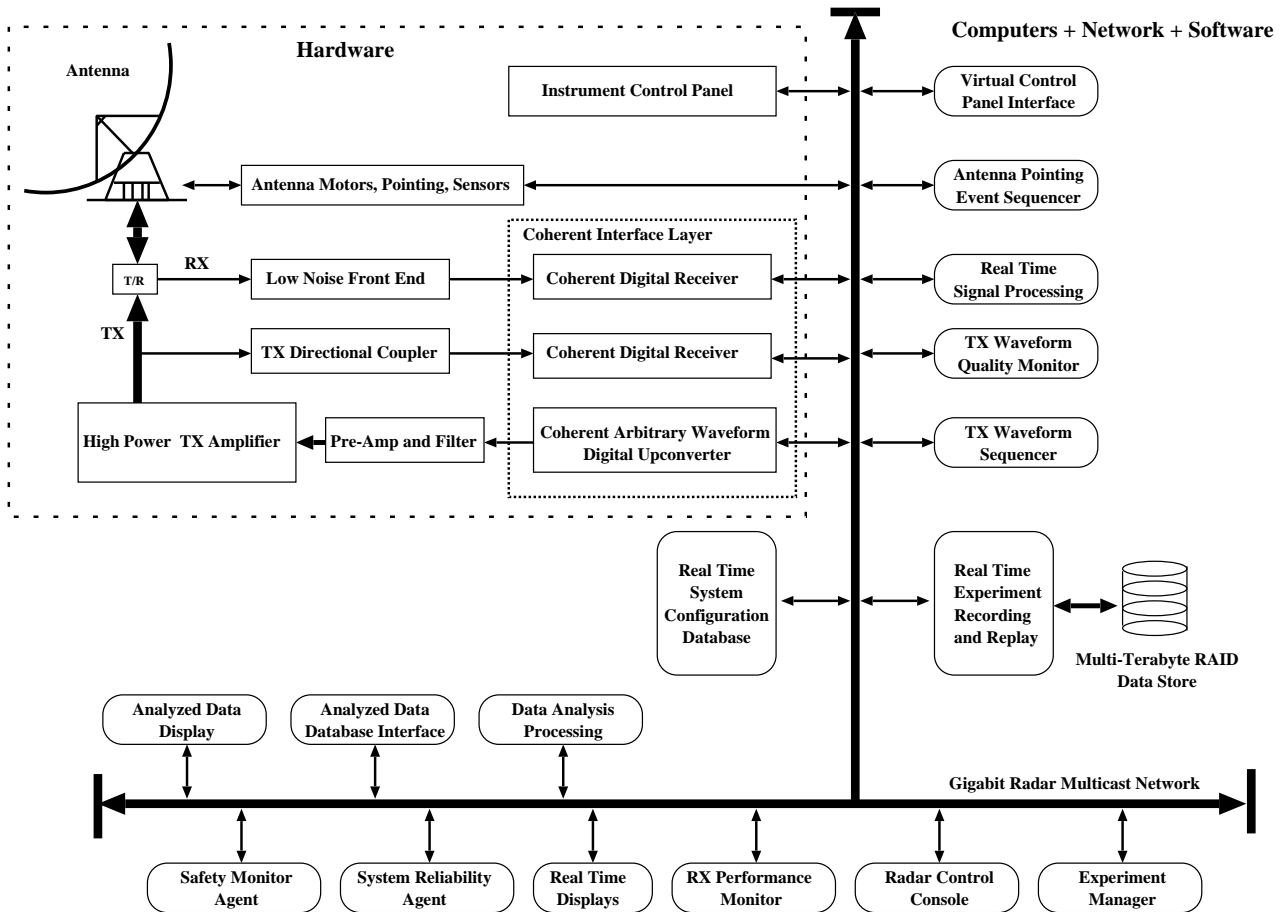 Computers + Network + Software
Hardware
Antenna
Instrument Control Panel
Virtual Control
Panel Interface
Antenna Motors, Pointing, Sensors
Antenna Pointing
Event Sequencer
Coherent Interface Layer
T/R
RX
Low Noise Front End
Coherent Digital Receiver
Real Time
Signal Processing
TX
TX Directional Coupler
Coherent Digital Receiver
TX Waveform
Quality Monitor
High Power TX Amplifier
Pre-Amp and Filter
Coherent Arbitrary Waveform
Digital Upconverter
TX Waveform
Sequencer
Real Time
System
Configuration
Database
Real Time
Experiment
Recording
and Replay
Multi-Terabyte RAID
Data Store
Analyzed Data
Display
Analyzed Data
Database Interface
Data Analysis
Processing
Gigabit Radar Multicast Network
Safety Monitor
Agent
System Reliability
Agent
Real Time
Displays
RX Performance
Monitor
Radar Control
Console
Experiment
Manager